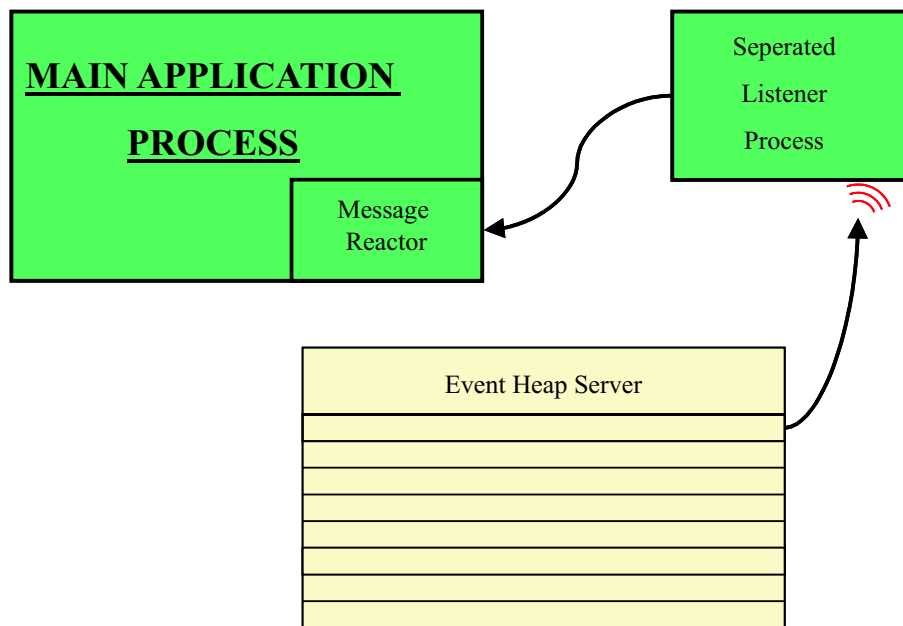 MAIN APPLICATION
PROCESS
Message
Reactor
Seperated
Listener
Process
Event Heap Server